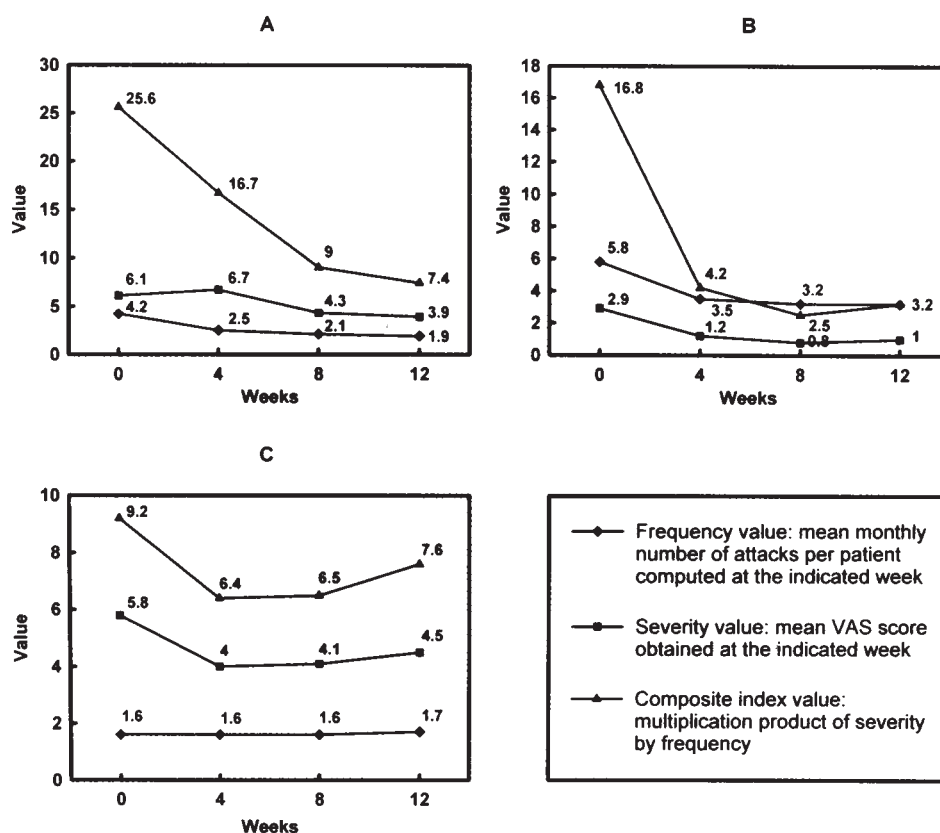 A
30
25
20
15
10
5
0
Value
25.6
16.7
9
7.4
6.1
6.7
4.3
3.9
4.2
2.5
2.1
1.9
0 4 8 12
Weeks
B
18
16
14
12
10
8
6
4
2
0
Value
16.8
5.8
4.2
3.2
3.2
3.5
2.5
2.9
1.2
0.8
1
0 4 8 12
Weeks
C
10
8
6
4
2
0
Value
9.2
6.4
6.5
7.6
5.8
4
4.1
4.5
1.6
1.6
1.6
1.7
0 4 8 12
Weeks
Frequency value: mean monthly
number of attacks per patient
computed at the indicated week
Severity value: mean VAS score
obtained at the indicated week
Composite index value:
multiplication product of severity
by frequency